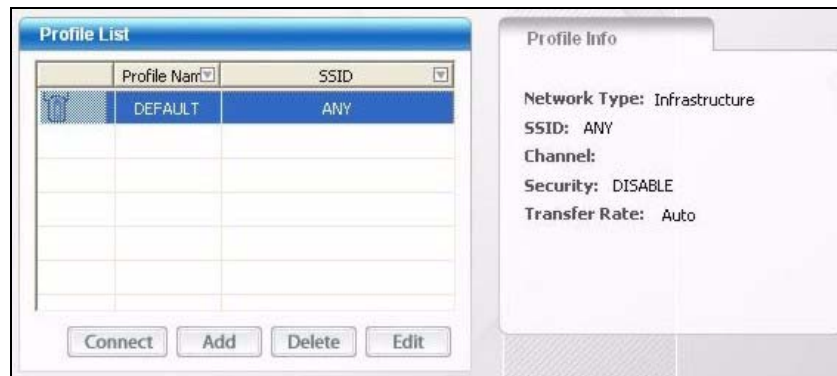 Profile List
Profile Nam SSID
DEFAULT ANY
Connect Add Delete Edit
Profile Info
Network Type: Infrastructure
SSID: ANY
Channel:
Security: DISABLE
Transfer Rate: Auto